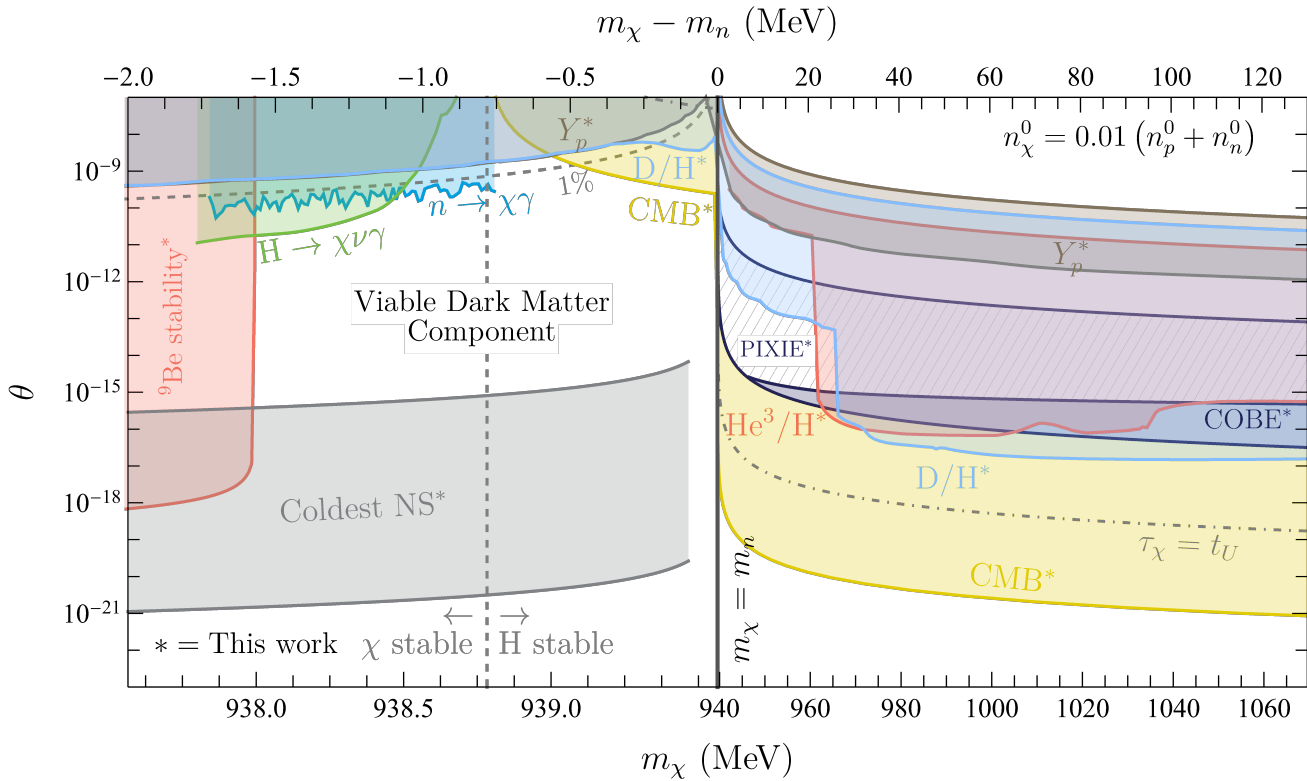 m_χ − m_n (MeV)
−2.0 −1.5 −1.0 −0.5 0 20 40 60 80 100 120
n_χ^0 = 0.01 (n_p^0 + n_n^0)
Y_p^*
D/H*
1%
n → χγ
CMB*
H → χνγ
Y_p^*
10^{-9}
10^{-12}
10^{-15}
10^{-18}
10^{-21}
θ
⁹Be stability*
Viable Dark Matter
Component
PIXIE*
He³/H*
COBE*
D/H*
Coldest NS*
τ_χ = t_U
CMB*
m_χ = m_n
← →
* = This work χ stable H stable
938.0 938.5 939.0 940 960 980 1000 1020 1040 1060
m_χ (MeV)